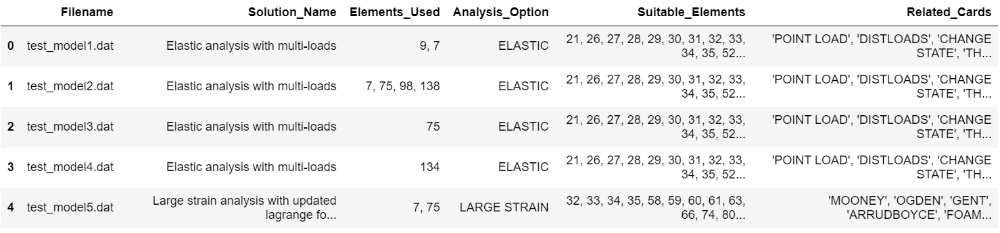 Filename Solution_Name Elements_Used Analysis_Option Suitable_Elements Related_Cards
0 test_model1.dat Elastic analysis with multi-loads 9, 7 ELASTIC 21, 26, 27, 28, 29, 30, 31, 32, 33, 34, 35, 52... 'POINT LOAD', 'DISTLOADS', 'CHANGE STATE', 'TH...
1 test_model2.dat Elastic analysis with multi-loads 7, 75, 98, 138 ELASTIC 21, 26, 27, 28, 29, 30, 31, 32, 33, 34, 35, 52... 'POINT LOAD', 'DISTLOADS', 'CHANGE STATE', 'TH...
2 test_model3.dat Elastic analysis with multi-loads 75 ELASTIC 21, 26, 27, 28, 29, 30, 31, 32, 33, 34, 35, 52... 'POINT LOAD', 'DISTLOADS', 'CHANGE STATE', 'TH...
3 test_model4.dat Elastic analysis with multi-loads 134 ELASTIC 21, 26, 27, 28, 29, 30, 31, 32, 33, 34, 35, 52... 'POINT LOAD', 'DISTLOADS', 'CHANGE STATE', 'TH...
4 test_model5.dat Large strain analysis with updated lagrange fo... 7, 75 LARGE STRAIN 32, 33, 34, 35, 58, 59, 60, 61, 63, 66, 74, 80... 'MOONEY', 'OGDEN', 'GENT', 'ARRUDBOYCE', 'FOAM...